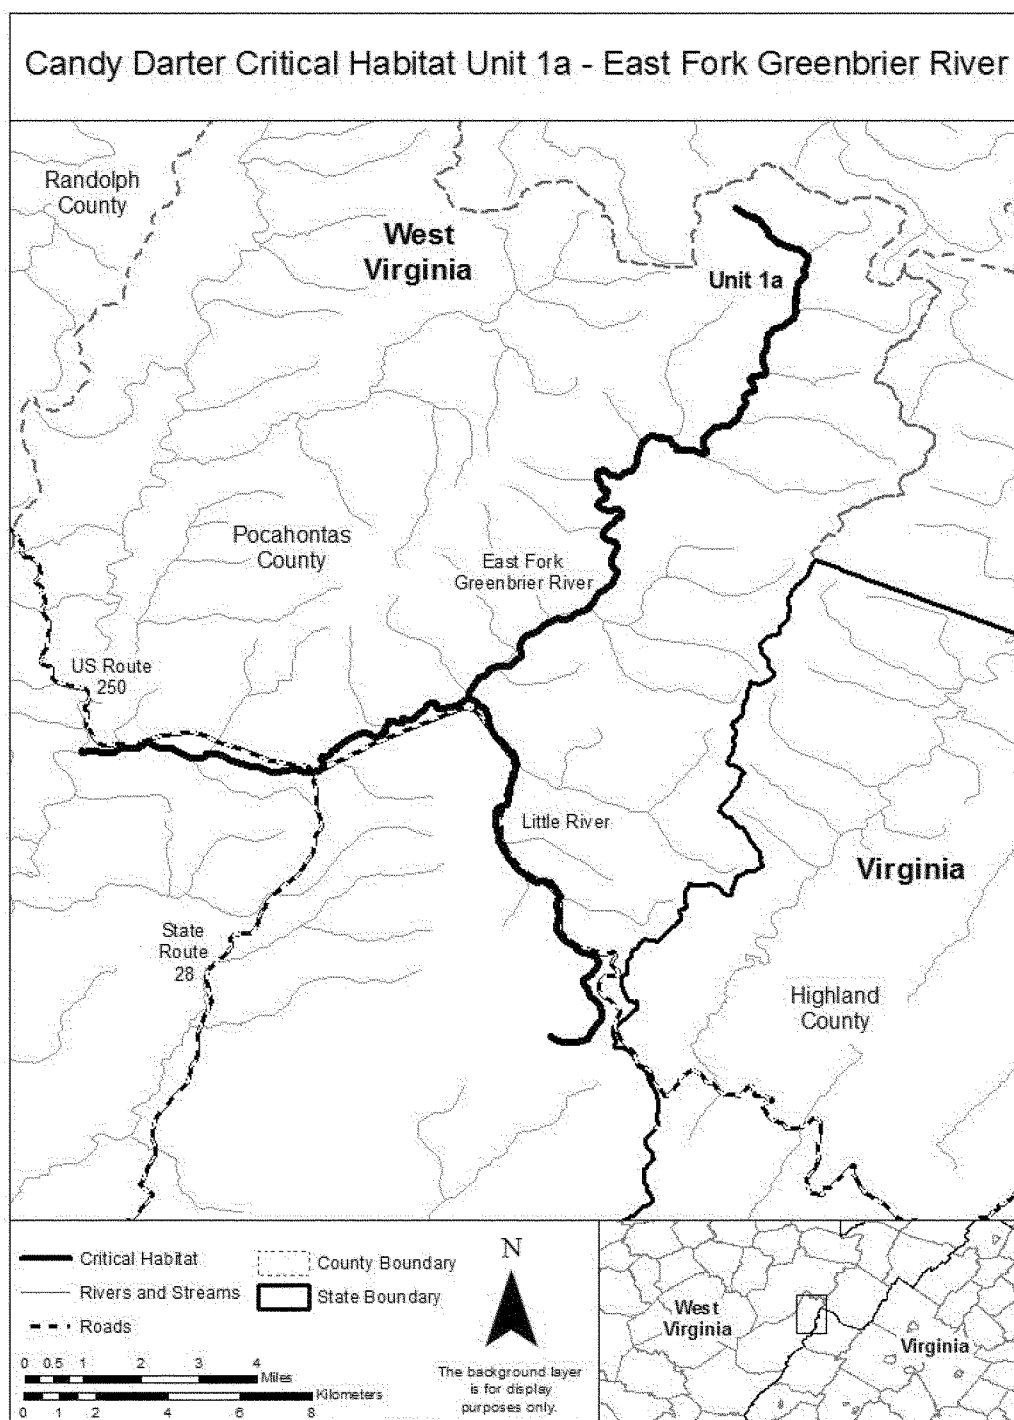 Candy Darter Critical Habitat Unit 1a - East Fork Greenbrier River
Randolph
County
West
Virginia
Unit 1a
Pocahontas
County
East Fork
Greenbrier River
US Route
250
Little River
Virginia
State
Route
28
Highland
County
Critical Habitat
Rivers and Streams
Roads
County Boundary
State Boundary
0 0.5 1 2 3 4
Miles
Kilometers
0 1 2 4 6 8
N
The background layer
is for display
purposes only.
West
Virginia
Virginia